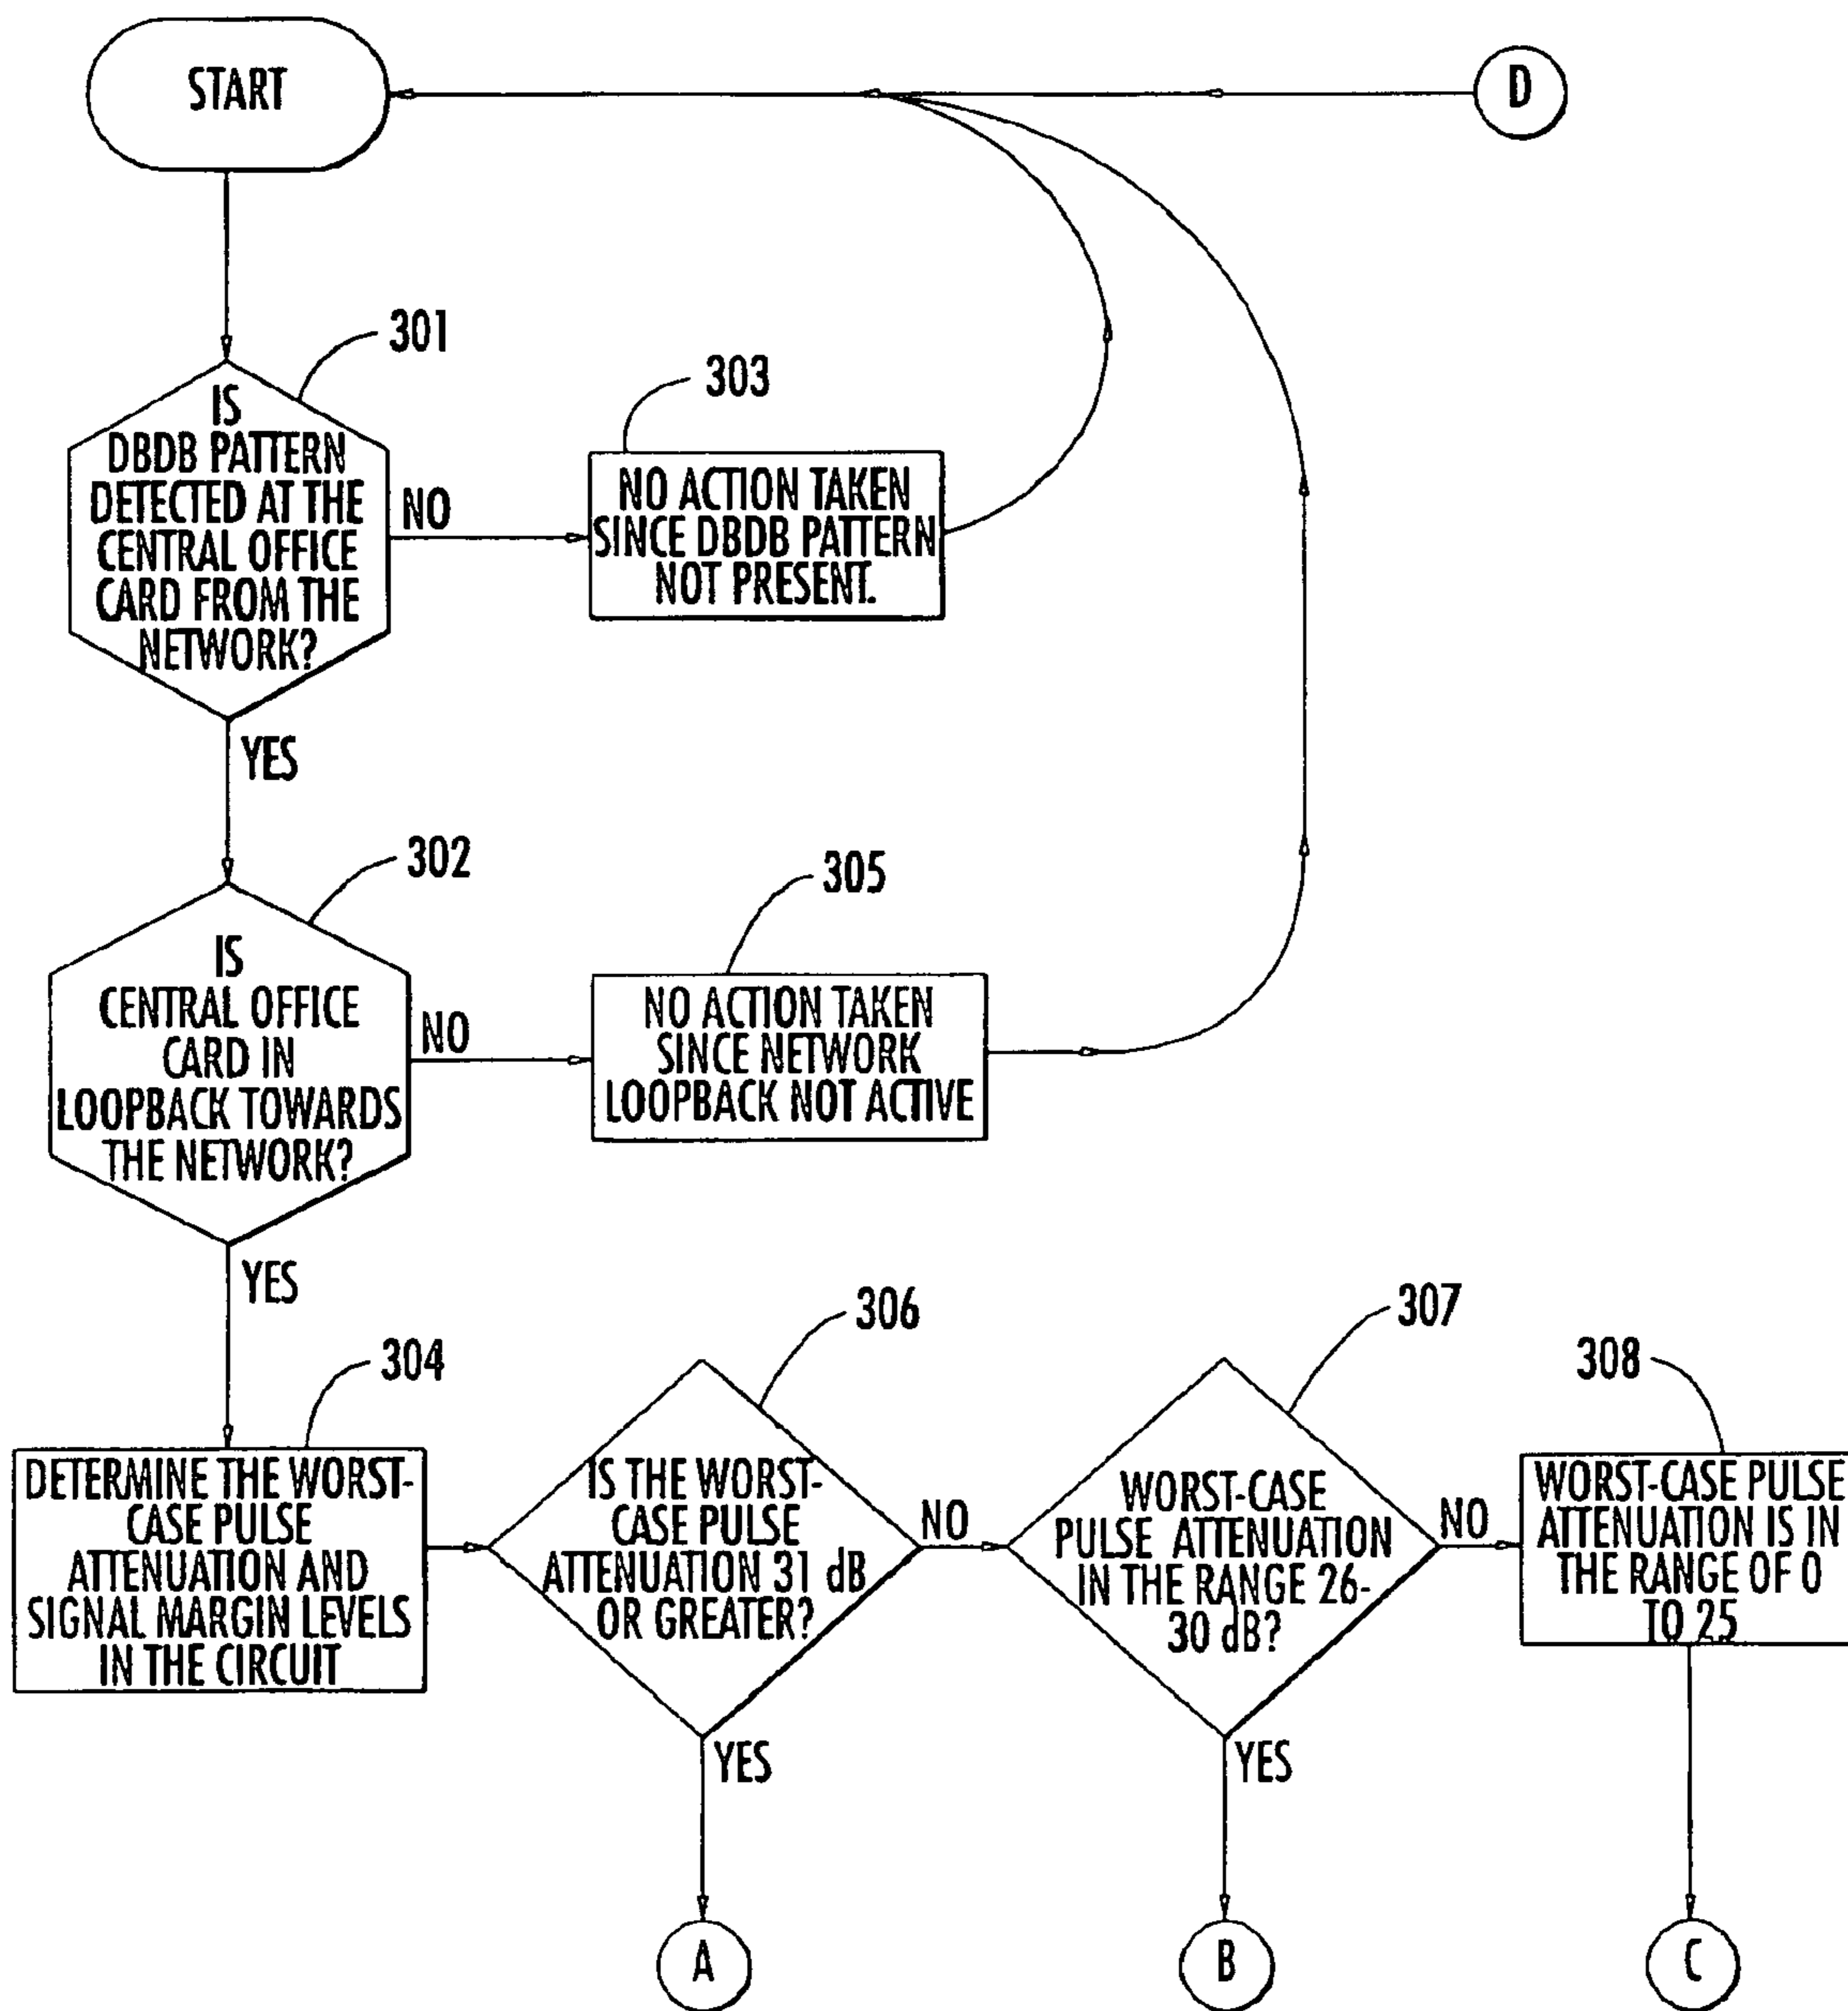 START
D
301
IS
DBDB PATTERN
DETECTED AT THE
CENTRAL OFFICE
CARD FROM THE
NETWORK?
NO
303
NO ACTION TAKEN
SINCE DBDB PATTERN
NOT PRESENT.
YES
302
IS
CENTRAL OFFICE
CARD IN
LOOPBACK TOWARDS
THE NETWORK?
NO
305
NO ACTION TAKEN
SINCE NETWORK
LOOPBACK NOT ACTIVE
YES
304
DETERMINE THE WORST-
CASE PULSE
ATTENUATION AND
SIGNAL MARGIN LEVELS
IN THE CIRCUIT
306
IS THE WORST-
CASE PULSE
ATTENUATION 31 dB
OR GREATER?
NO
YES
A
307
WORST-CASE
PULSE ATTENUATION
IN THE RANGE 26-
30 dB?
NO
YES
B
308
WORST-CASE PULSE
ATTENUATION IS IN
THE RANGE OF 0
TO 25
C